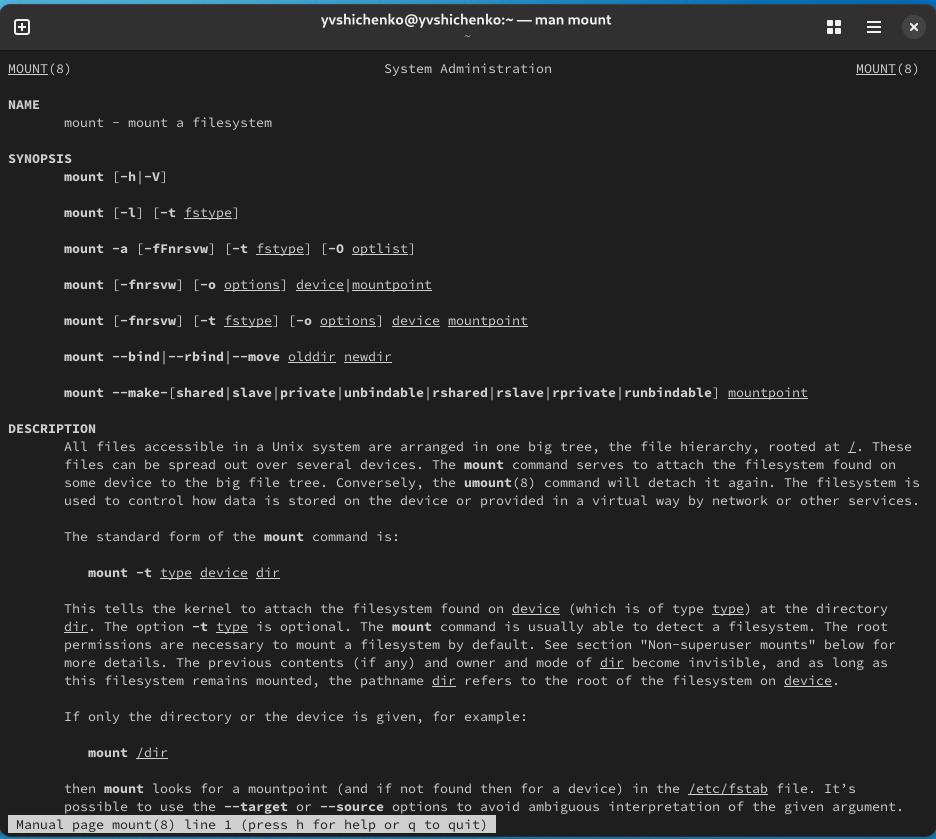 yvshichenko@yvshichenko:~ — man mount
~
MOUNT(8) System Administration MOUNT(8)
NAME
mount - mount a filesystem
SYNOPSIS
mount [-h|-V]
mount [-l] [-t fstype]
mount -a [-fFnrsvw] [-t fstype] [-O optlist]
mount [-fnrsvw] [-o options] device|mountpoint
mount [-fnrsvw] [-t fstype] [-o options] device mountpoint
mount --bind|--rbind|--move olddir newdir
mount --make-[shared|slave|private|unbindable|rshared|rslave|rprivate|runbindable] mountpoint
DESCRIPTION
All files accessible in a Unix system are arranged in one big tree, the file hierarchy, rooted at /. These
files can be spread out over several devices. The mount command serves to attach the filesystem found on
some device to the big file tree. Conversely, the umount(8) command will detach it again. The filesystem is
used to control how data is stored on the device or provided in a virtual way by network or other services.
The standard form of the mount command is:
mount -t type device dir
This tells the kernel to attach the filesystem found on device (which is of type type) at the directory
dir. The option -t type is optional. The mount command is usually able to detect a filesystem. The root
permissions are necessary to mount a filesystem by default. See section "Non-superuser mounts" below for
more details. The previous contents (if any) and owner and mode of dir become invisible, and as long as
this filesystem remains mounted, the pathname dir refers to the root of the filesystem on device.
If only the directory or the device is given, for example:
mount /dir
then mount looks for a mountpoint (and if not found then for a device) in the /etc/fstab file. It’s
possible to use the --target or --source options to avoid ambiguous interpretation of the given argument.
Manual page mount(8) line 1 (press h for help or q to quit)